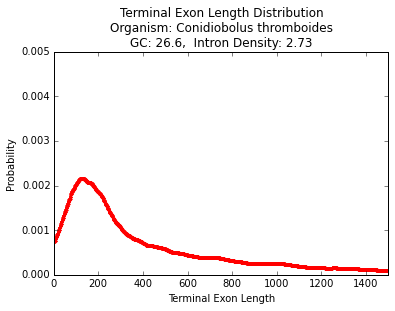 Terminal Exon Length Distribution
Organism: Conidiobolus thromboides
GC: 26.6,  Intron Density: 2.73
0.005
0.004
0.003
0.002
0.001
0.000
Probability
0
200
400
600
800
1000
1200
1400
Terminal Exon Length